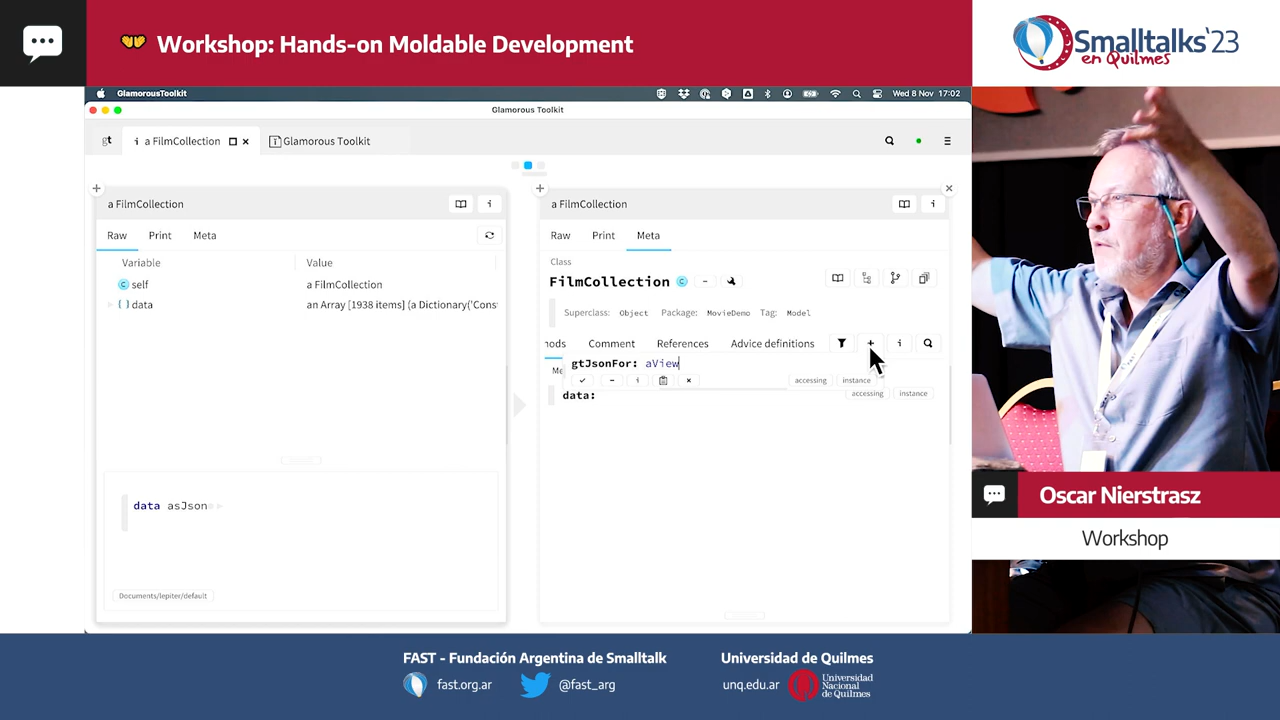 Workshop: Hands-on Moldable Development
Smalltalks'23
en Quilmes
GlamorousToolkit
Wed 8 Nov 17:02
Glamorous Toolkit
gt
i a FilmCollection
Glamorous Toolkit
a FilmCollection
i
Raw Print Meta
Variable Value
self a FilmCollection
data an Array [1938 items] (a Dictionary('Cons
data asJson
Documents/lepiter/default
a FilmCollection
i
Raw Print Meta
Class
FilmCollection
Superclass: Object Package: MovieDemo Tag: Model
nods Comment References Advice definitions
gtJsonFor: aView
Me
accessing instance
data:
accessing instance
Oscar Nierstrasz
Workshop
FAST - Fundación Argentina de Smalltalk
fast.org.ar
@fast_arg
Universidad de Quilmes
unq.edu.ar
Universidad
Nacional
de Quilmes